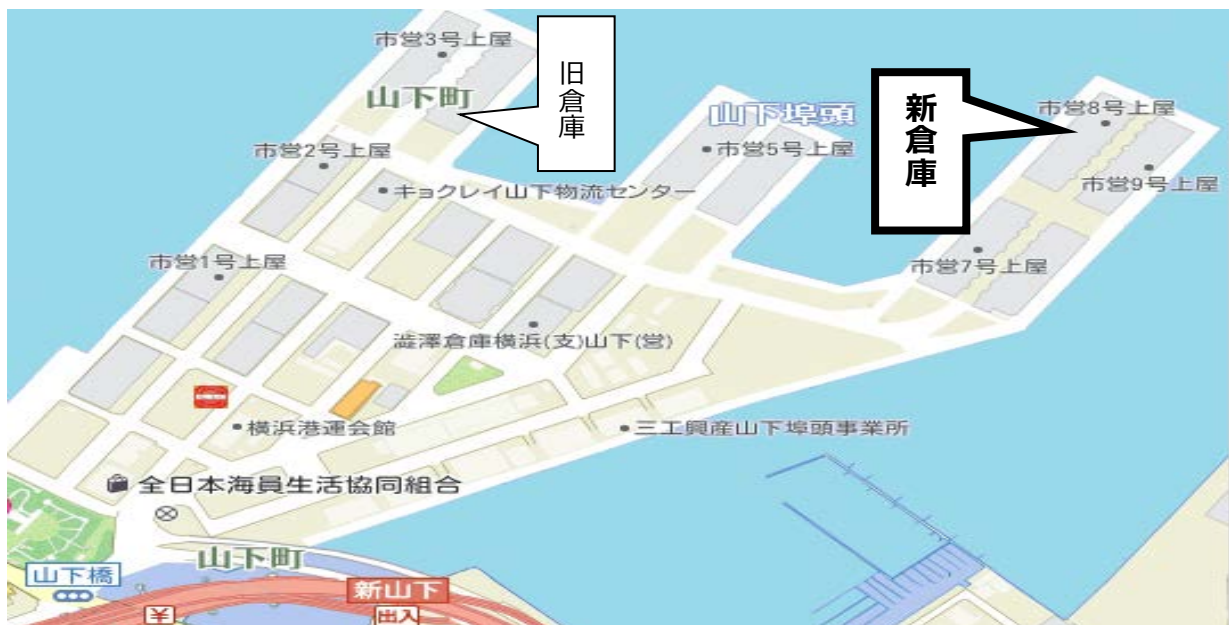 市営3号上屋
旧倉庫
山下町
新倉庫
市営8号上屋
山下埠頭
市営2号上屋
市営5号上屋
市営9号上屋
キョクレイ山下物流センター
市営1号上屋
市営7号上屋
澁澤倉庫横浜(支)山下(営)
横浜港運会館
三工興産山下埠頭事業所
全日本海員生活協同組合
山下町
山下橋
新山下
¥
出入